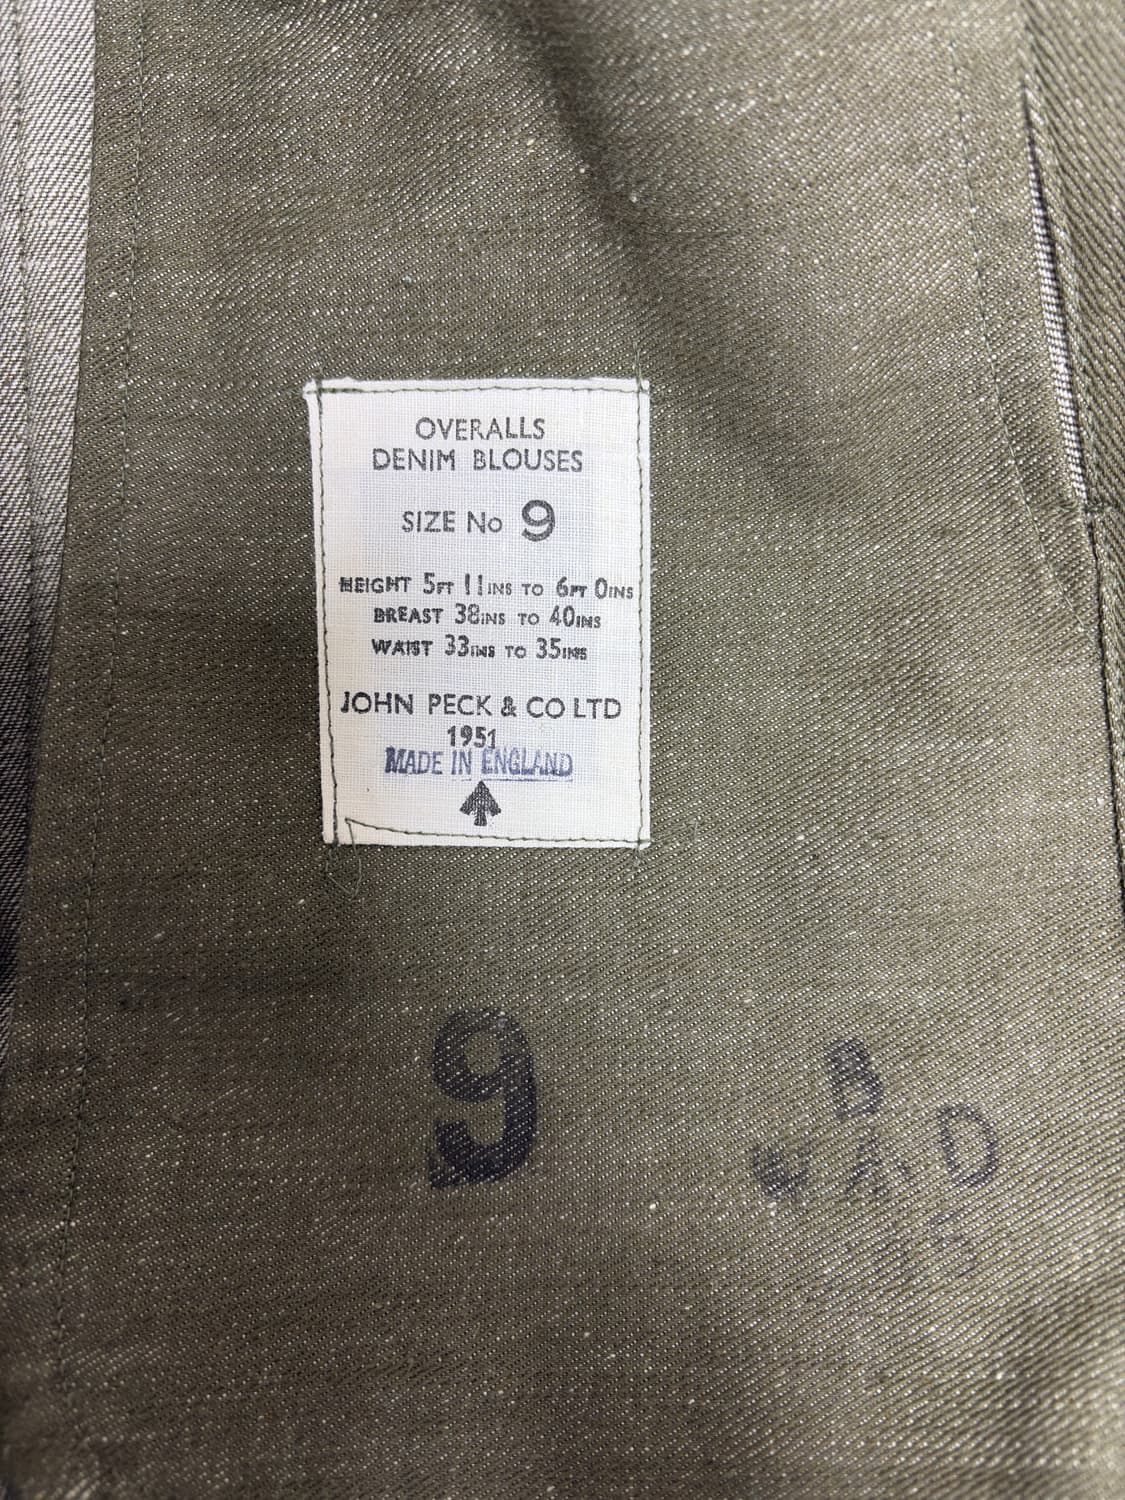 OVERALLS
DENIM BLOUSES
SIZE No 9
HEIGHT 5FT 11INS TO 6FT 0INS
BREAST 38INS TO 40INS
WAIST 33INS TO 35INS
JOHN PECK & CO LTD
1951
MADE IN ENGLAND
9
B
D